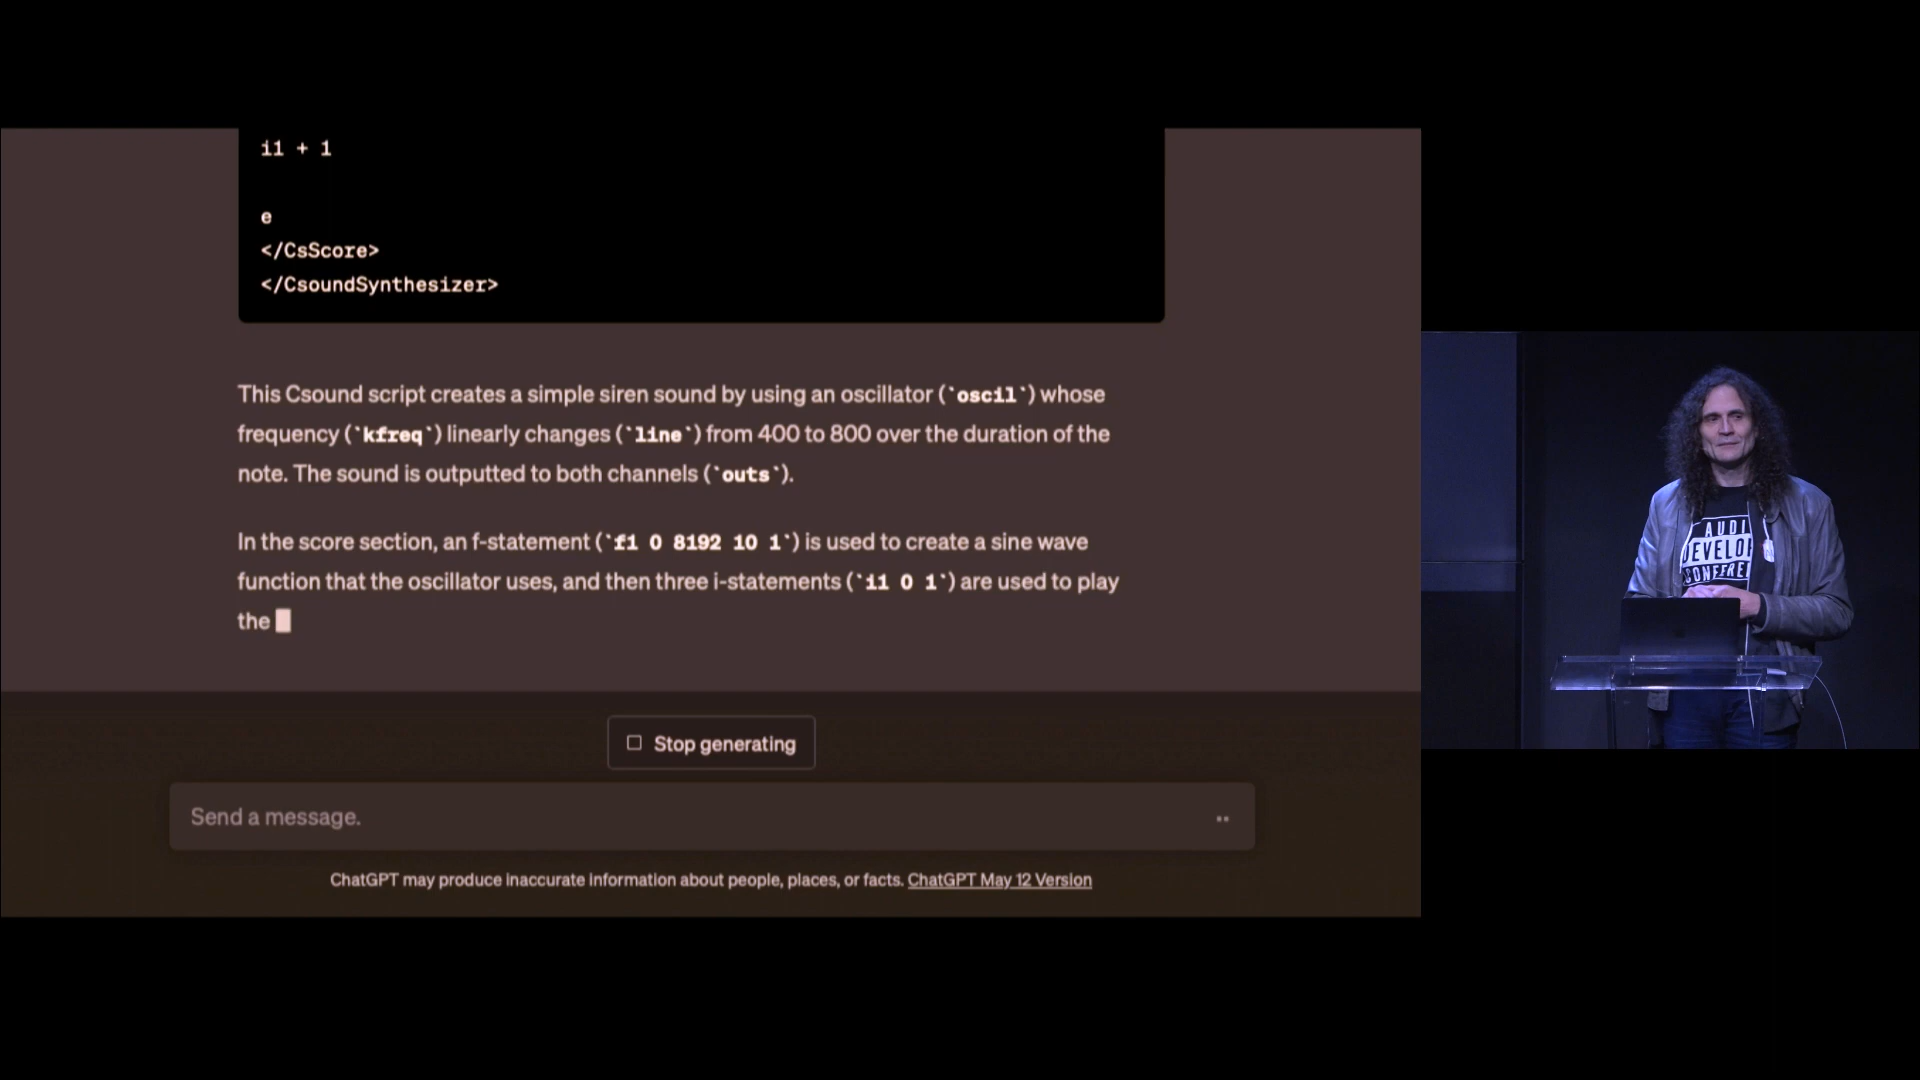 i1 + 1
e
</CsScore>
</CsoundSynthesizer>
This Csound script creates a simple siren sound by using an oscillator (`oscil`) whose
frequency (`kfreq`) linearly changes (`line`) from 400 to 800 over the duration of the
note. The sound is outputted to both channels (`outs`).
In the score section, an f-statement (`f1 0 8192 10 1`) is used to create a sine wave
function that the oscillator uses, and then three i-statements (`i1 0 1`) are used to play
the
Stop generating
Send a message.
ChatGPT may produce inaccurate information about people, places, or facts. ChatGPT May 12 Version
AUDI
DEVELOP
CONFEREN